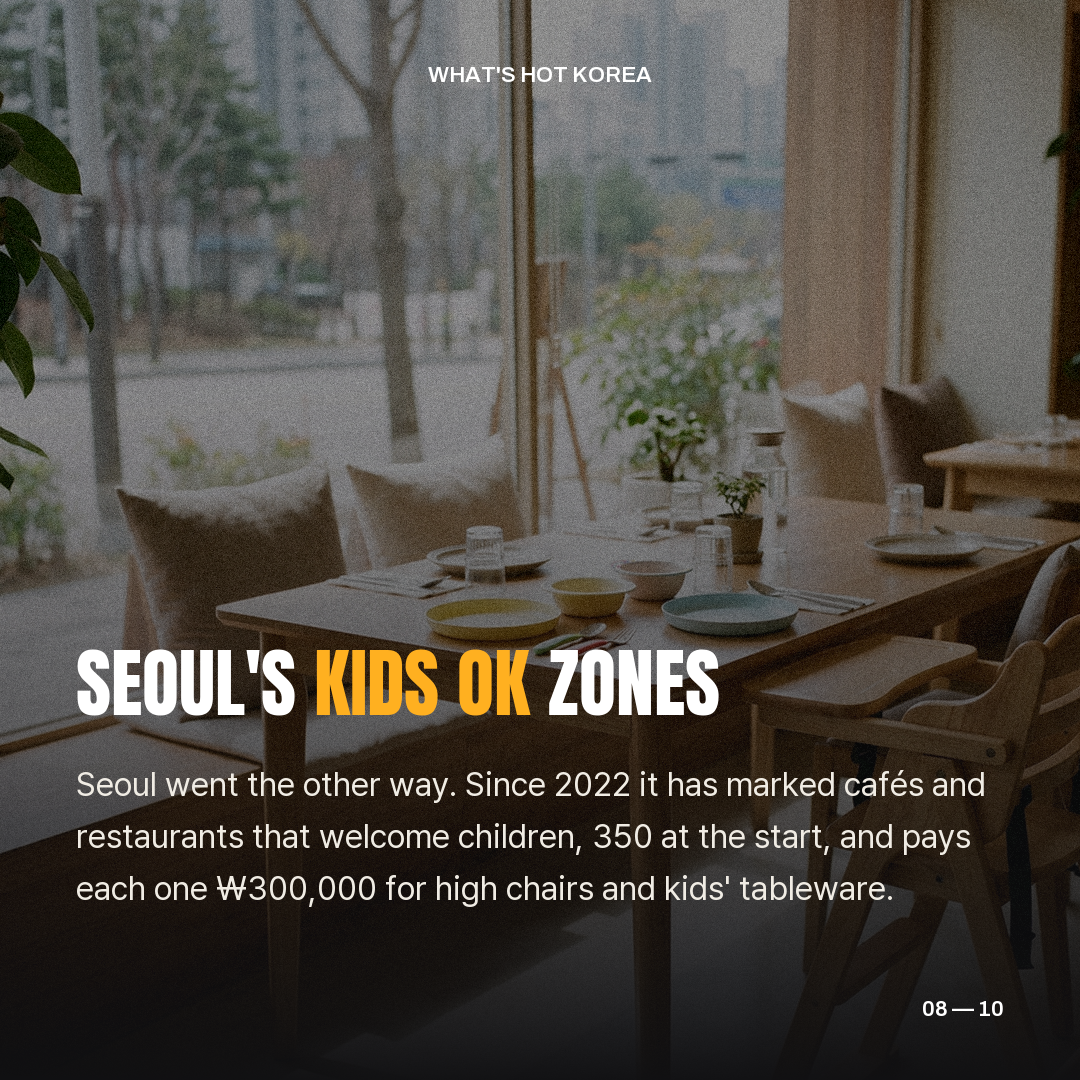 WHAT'S HOT KOREA
SEOUL'S KIDS OK ZONES
Seoul went the other way. Since 2022 it has marked cafés and
restaurants that welcome children, 350 at the start, and pays
each one ₩300,000 for high chairs and kids' tableware.
08 — 10